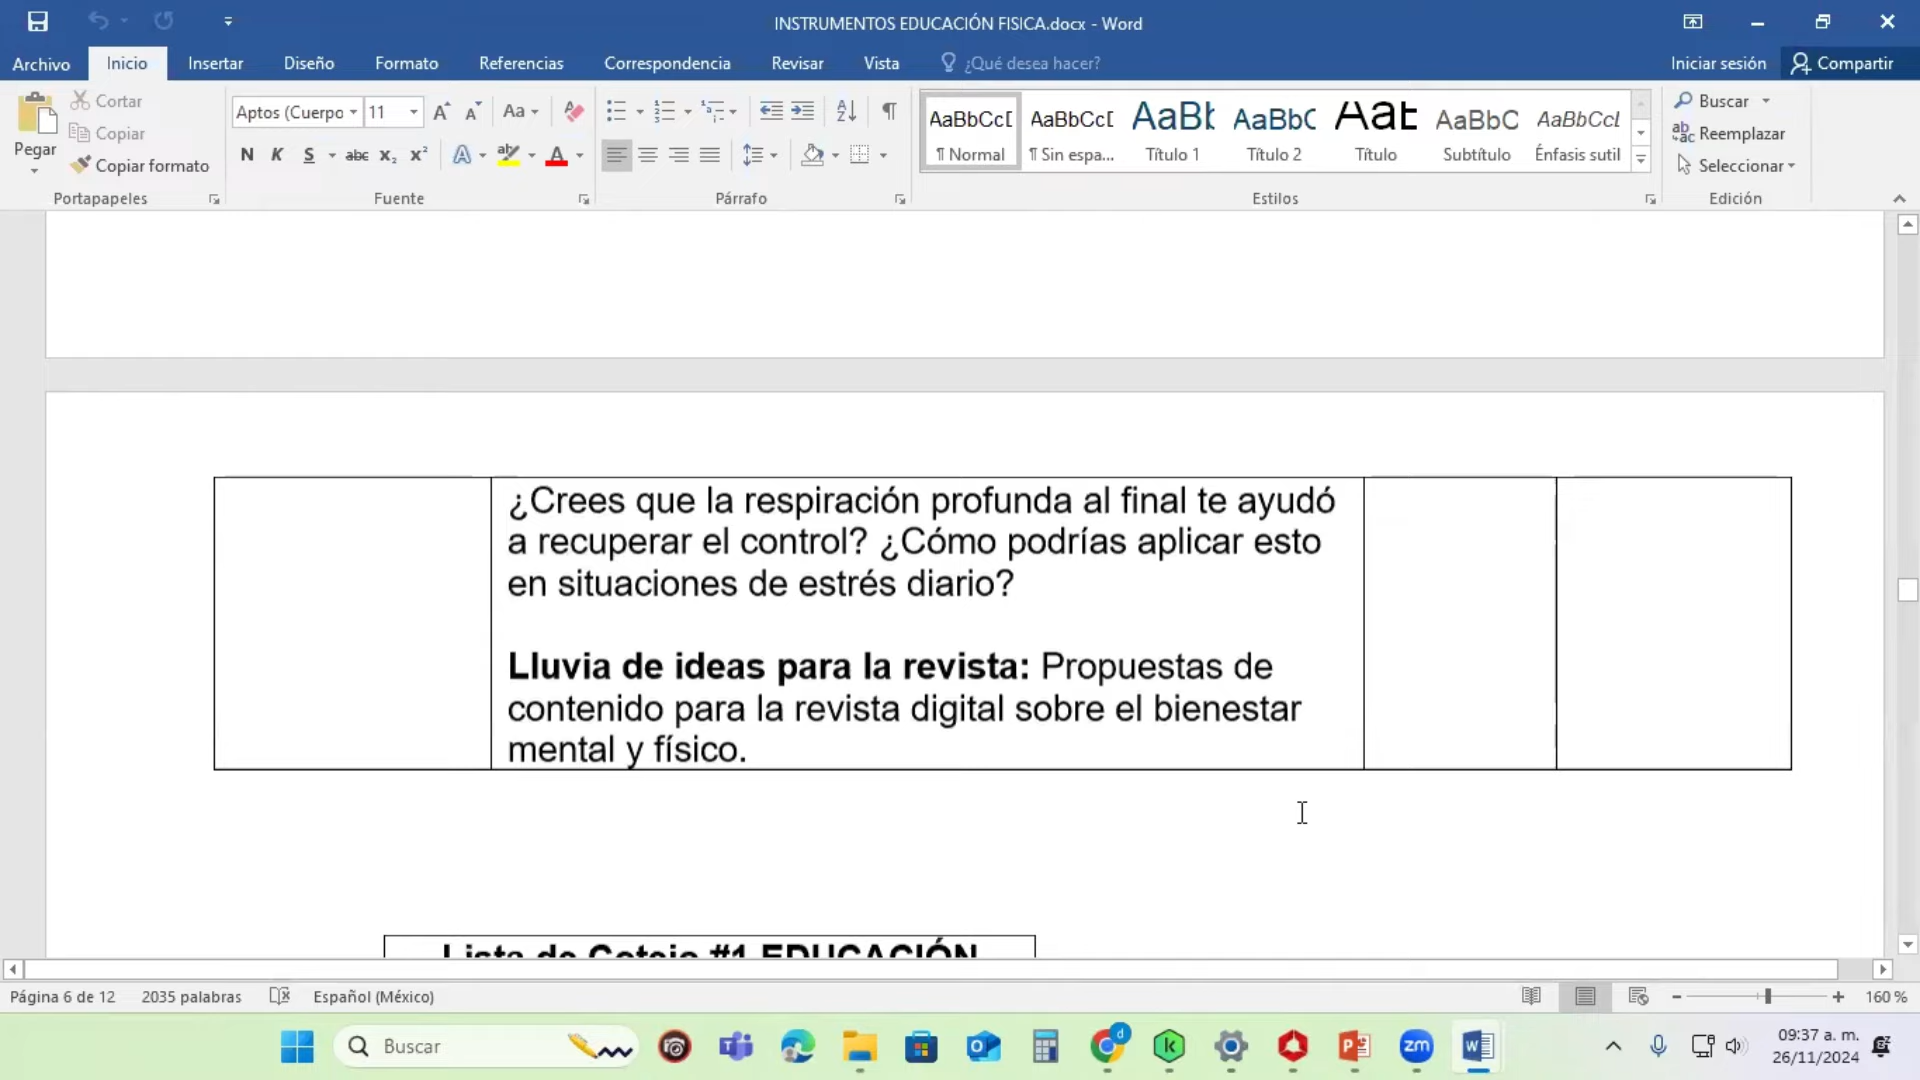 INSTRUMENTOS EDUCACIÓN FISICA.docx - Word
Archivo Inicio Insertar Diseño Formato Referencias Correspondencia Revisar Vista ¿Qué desea hacer? Iniciar sesión Compartir
Pegar
Cortar
Copiar
Copiar formato
Portapapeles
Aptos (Cuerpo 11
Fuente
Párrafo
AaBbCcD AaBbCcD AaBb AaBbC AaB AaBbC AaBbCcD
¶ Normal ¶ Sin espa... Título 1 Título 2 Título Subtítulo Énfasis sutil
Estilos
Buscar
Reemplazar
Seleccionar
Edición
¿Crees que la respiración profunda al final te ayudó
a recuperar el control? ¿Cómo podrías aplicar esto
en situaciones de estrés diario?
Lluvia de ideas para la revista: Propuestas de
contenido para la revista digital sobre el bienestar
mental y físico.
Lista de Cotejo #1 EDUCACIÓN
Página 6 de 12 2035 palabras Español (México) 160 %
Buscar
09:37 a. m.
26/11/2024